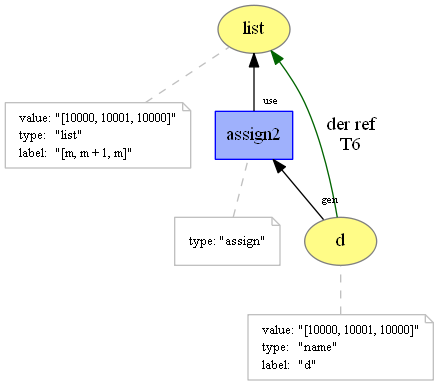 list
use
value: "[10000, 10001, 10000]"
type: "list"
label: "[m, m + 1, m]"
assign2
der ref
T6
gen
type: "assign"
d
value: "[10000, 10001, 10000]"
type: "name"
label: "d"